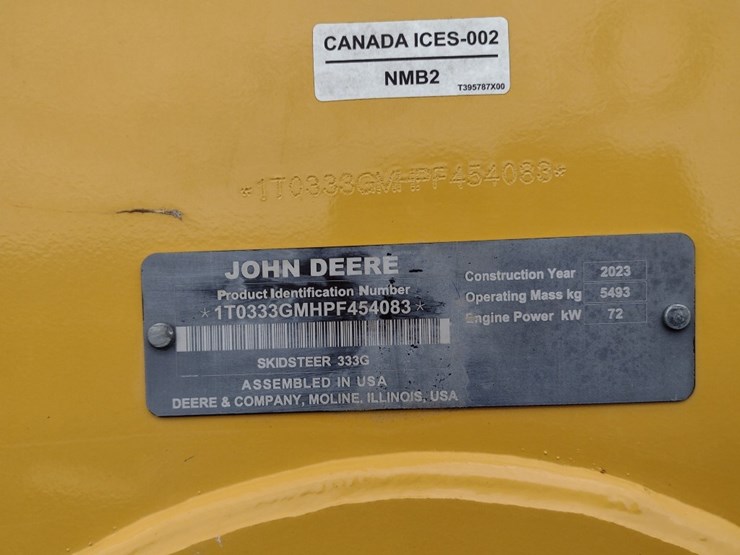 CANADA ICES-002
NMB2
T395787X00
*1T0333GMHPF454083*
JOHN DEERE
Product Identification Number
*1T0333GMHPF454083*
SKIDSTEER 333G
ASSEMBLED IN USA
DEERE & COMPANY, MOLINE, ILLINOIS, USA
Construction Year 2023
Operating Mass kg 5493
Engine Power kW 72